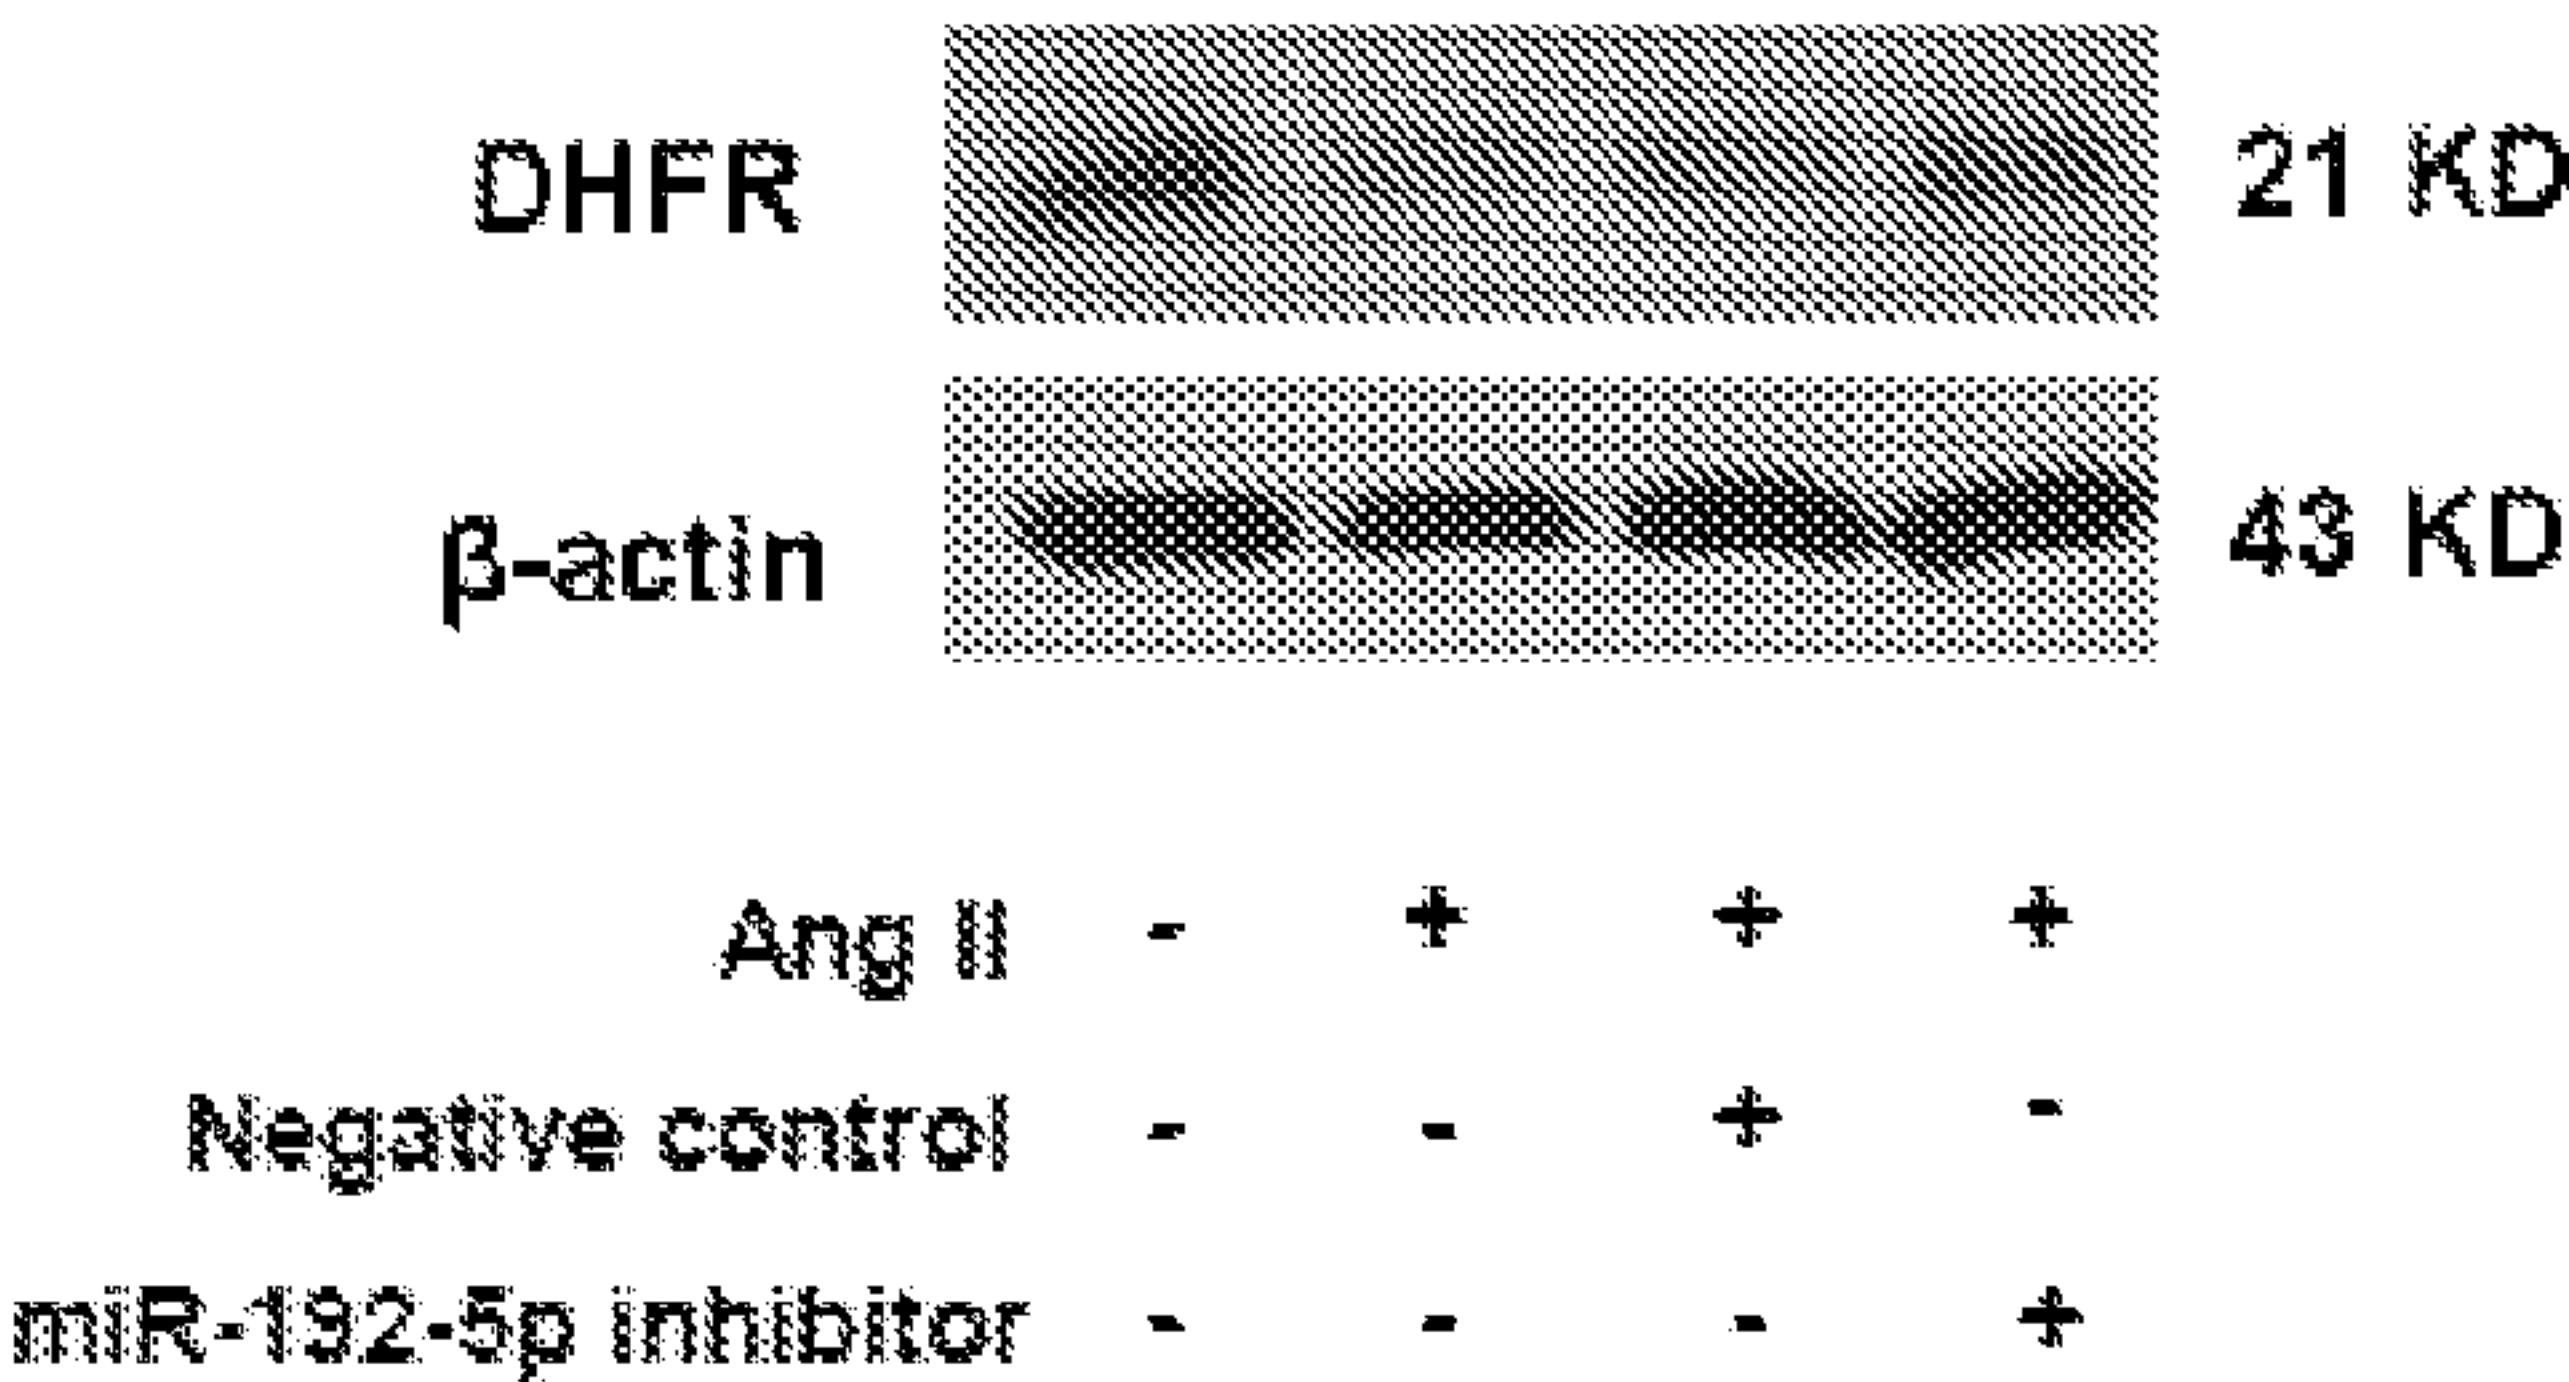 DHFR 21 KD
β-actin 43 KD
Ang II - + + +
Negative control - - + -
miR-192-5p inhibitor - - - +